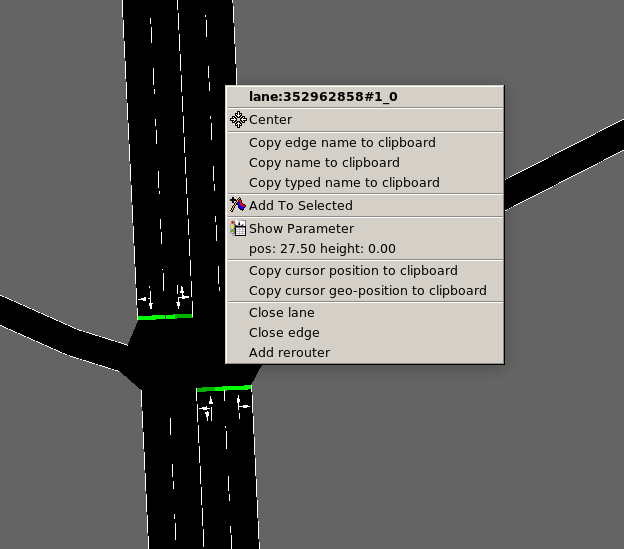 lane:352962858#1_0
Center
Copy edge name to clipboard
Copy name to clipboard
Copy typed name to clipboard
Add To Selected
Show Parameter
pos: 27.50 height: 0.00
Copy cursor position to clipboard
Copy cursor geo-position to clipboard
Close lane
Close edge
Add rerouter